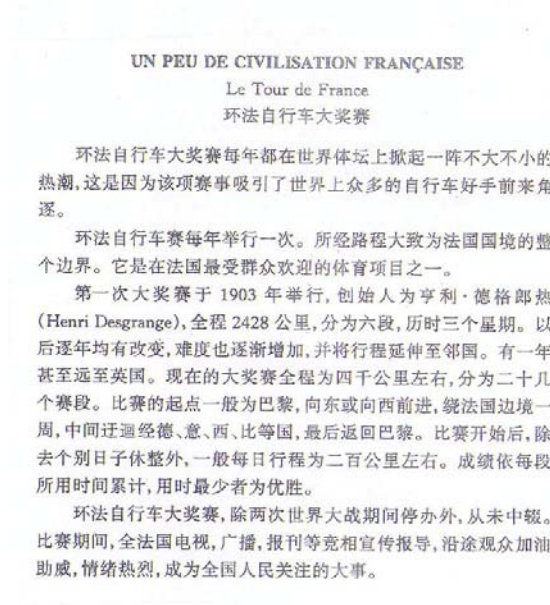 UN PEU DE CIVILISATION FRANÇAISE
Le Tour de France
环法自行车大奖赛
环法自行车大奖赛每年都在世界体坛上掀起一阵不大不小的
热潮,这是因为该项赛事吸引了世界上众多的自行车好手前来角
逐。
环法自行车赛每年举行一次。所经路程大致为法国国境的整
个边界。它是在法国最受群众欢迎的体育项目之一。
第一次大奖赛于 1903 年举行,创始人为亨利·德格郎热
(Henri Desgrange),全程 2428 公里,分为六段,历时三个星期。以
后逐年均有改变,难度也逐渐增加,并将行程延伸至邻国。有一年
甚至远至英国。现在的大奖赛全程为四千公里左右,分为二十几
个赛段。比赛的起点一般为巴黎,向东或向西前进,绕法国边境一
周,中间迂迴经德、意、西、比等国,最后返回巴黎。比赛开始后,除
去个别日子休整外,一般每日行程为二百公里左右。成绩依每段
所用时间累计,用时最少者为优胜。
环法自行车大奖赛,除两次世界大战期间停办外,从未中辍。
比赛期间,全法国电视,广播,报刊等竞相宣传报导,沿途观众加油
助威,情绪热烈,成为全国人民关注的大事。